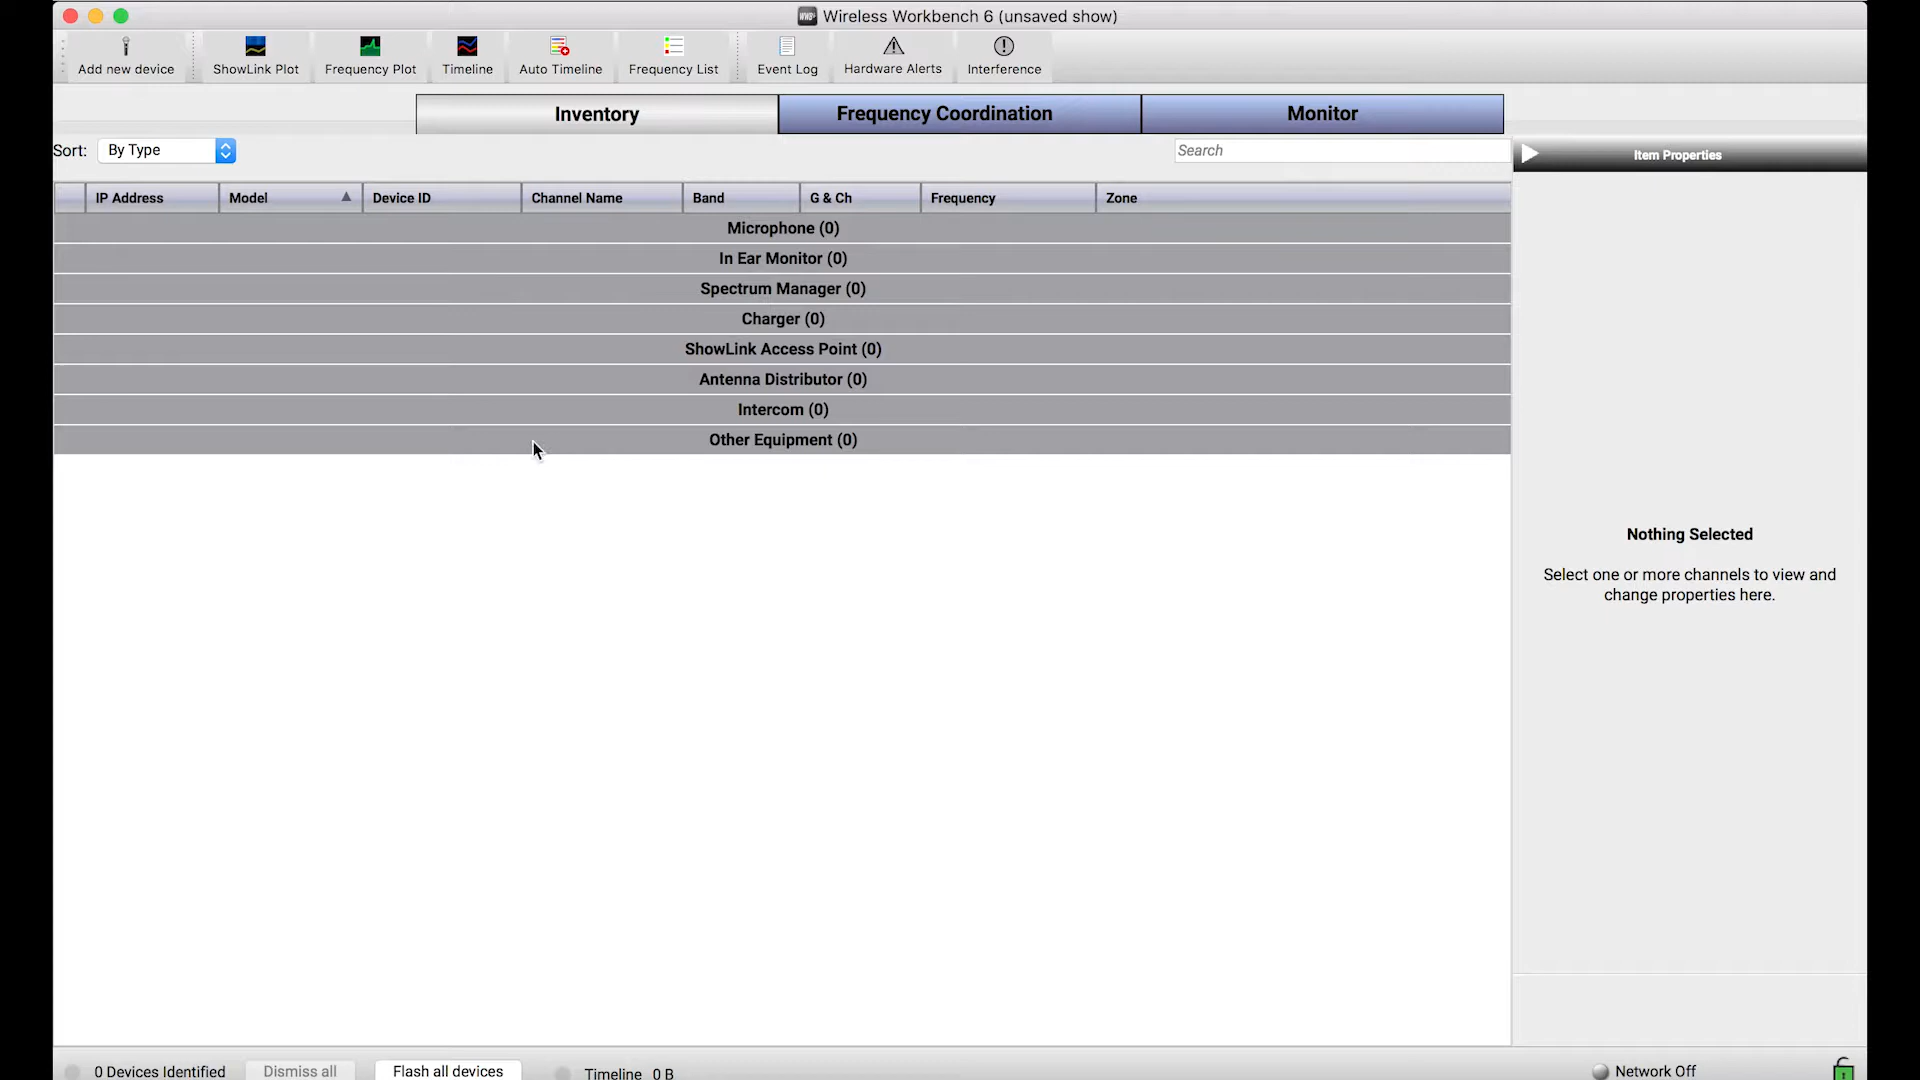 Wireless Workbench 6 (unsaved show)
Add new device
ShowLink Plot
Frequency Plot
Timeline
Auto Timeline
Frequency List
Event Log
Hardware Alerts
Interference
Inventory
Frequency Coordination
Monitor
Sort:
By Type
Search
Item Properties
IP Address
Model
Device ID
Channel Name
Band
G & Ch
Frequency
Zone
Microphone (0)
In Ear Monitor (0)
Spectrum Manager (0)
Charger (0)
ShowLink Access Point (0)
Antenna Distributor (0)
Intercom (0)
Other Equipment (0)
Nothing Selected
Select one or more channels to view and
change properties here.
0 Devices Identified
Dismiss all
Flash all devices
Timeline 0 B
Network Off